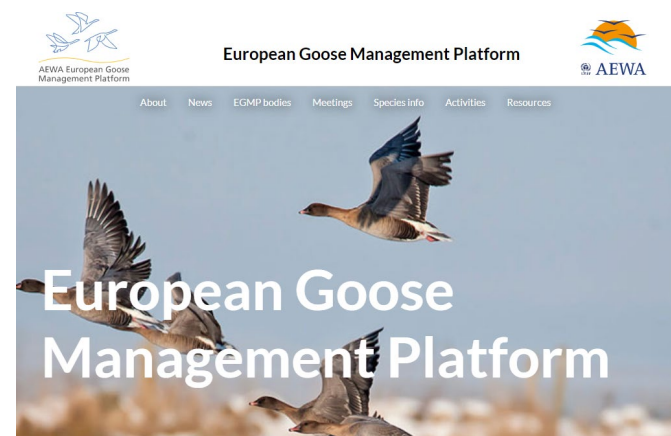 AEWA European Goose
Management Platform
European Goose Management Platform
AEWA
About News EGMP bodies Meetings Species info Activities Resources
European Goose
Management Platform